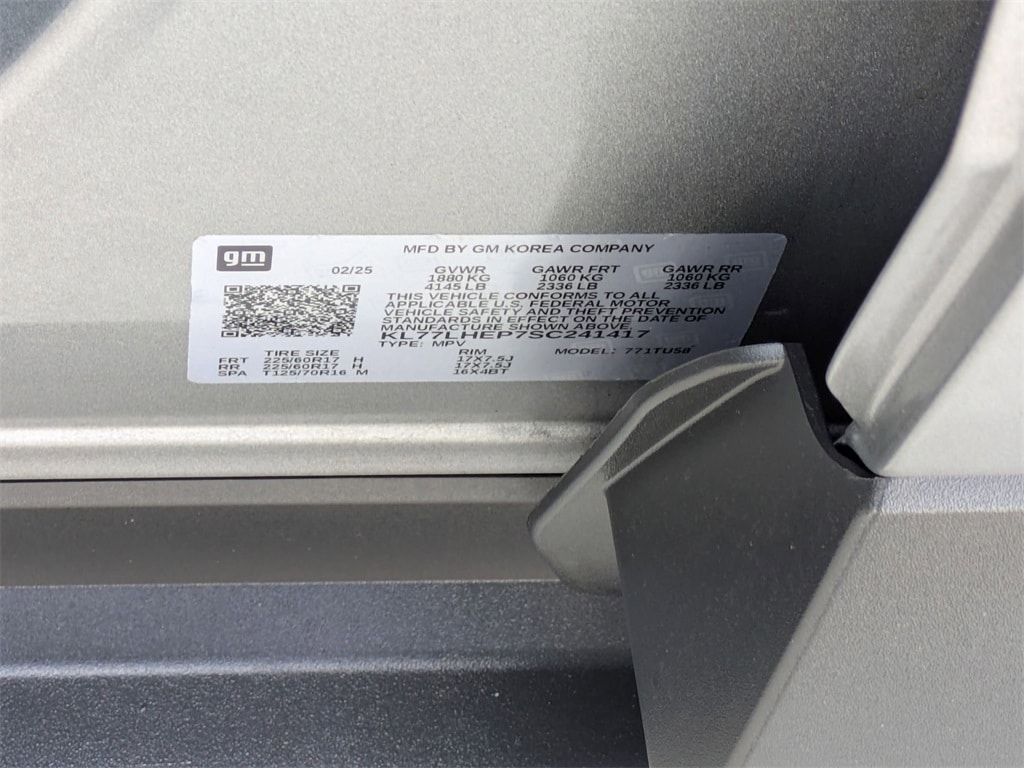 gm
MFD BY GM KOREA COMPANY
02/25 GVWR GAWR FRT GAWR RR
1880 KG 1060 KG 1060 KG
4145 LB 2336 LB 2336 LB
THIS VEHICLE CONFORMS TO ALL
APPLICABLE U.S. FEDERAL MOTOR
VEHICLE SAFETY AND THEFT PREVENTION
STANDARDS IN EFFECT ON THE DATE OF
MANUFACTURE SHOWN ABOVE
KL77LHEP7SC241417
TYPE: MPV MODEL: 771TU58
TIRE SIZE RIM
FRT 225/60R17 H 17X7.5J
RR 225/60R17 H 17X7.5J
SPA T125/70R16 M 16X4BT